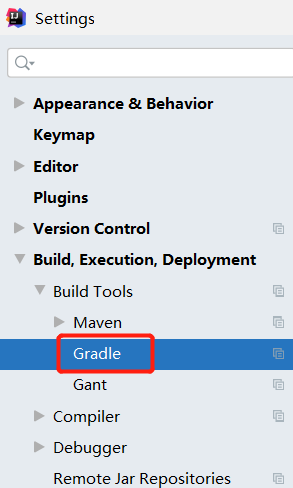 Settings
Appearance & Behavior
Keymap
Editor
Plugins
Version Control
Build, Execution, Deployment
Build Tools
Maven
Gradle
Gant
Compiler
Debugger
Remote Jar Repositories